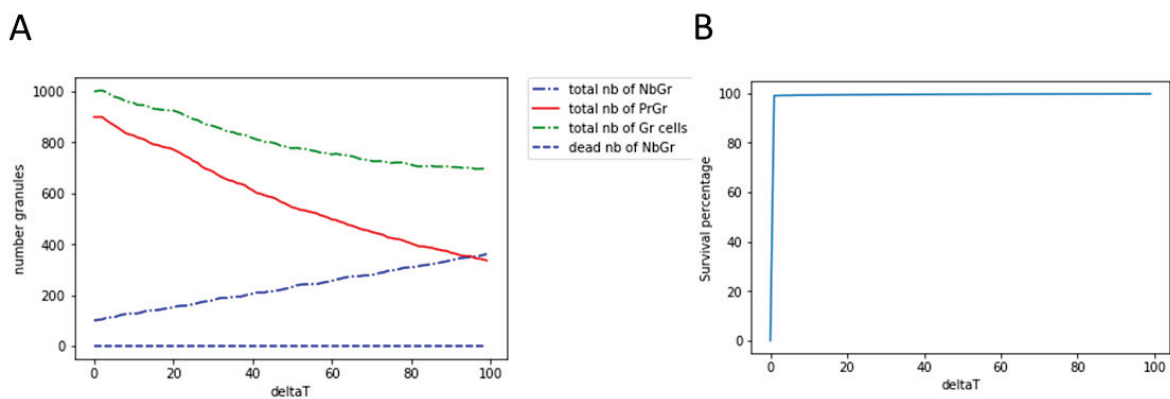 A
B
1000
800
600
400
200
0
number granules
0 20 40 60 80 100
deltaT
total nb of NbGr
total nb of PrGr
total nb of Gr cells
dead nb of NbGr
100
80
60
40
20
0
Survival percentage
0 20 40 60 80 100
deltaT